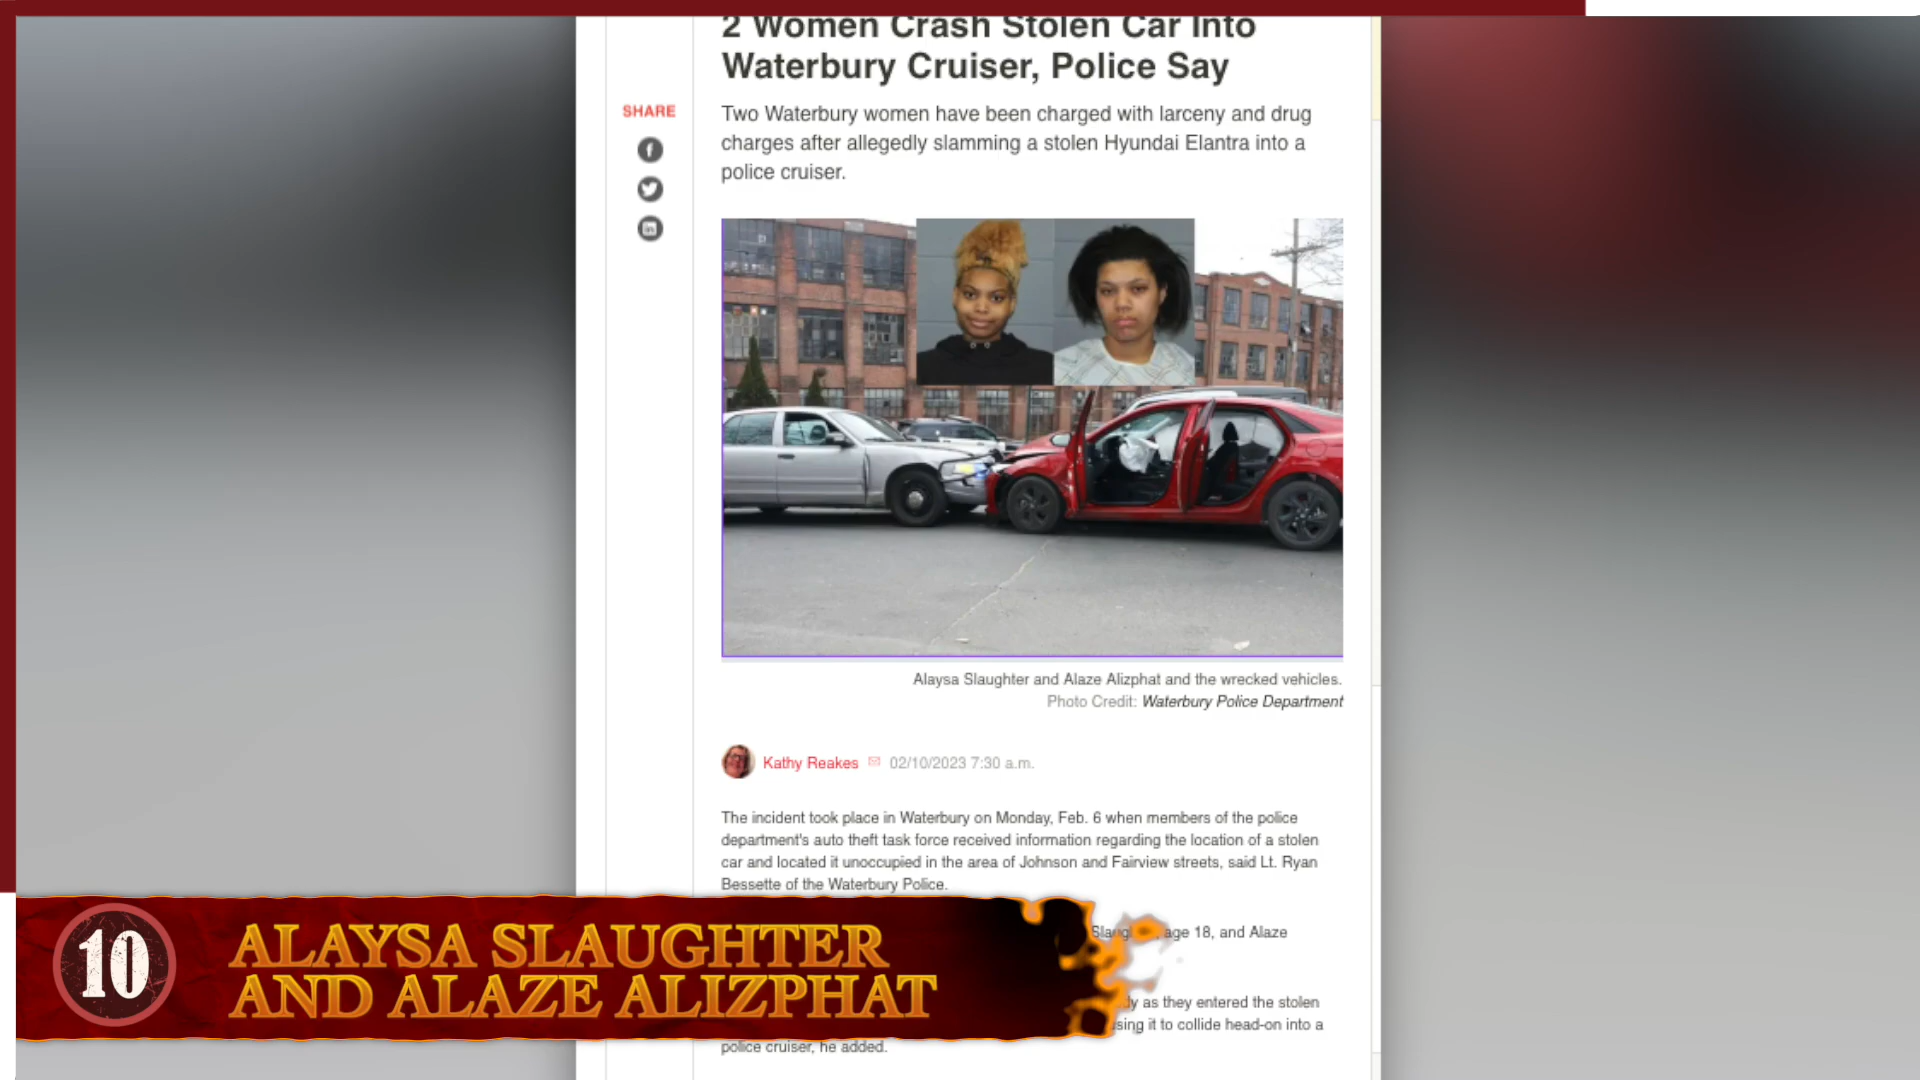 2 Women Crash Stolen Car Into
Waterbury Cruiser, Police Say
SHARE
Two Waterbury women have been charged with larceny and drug
charges after allegedly slamming a stolen Hyundai Elantra into a
police cruiser.
Alaysa Slaughter and Alaze Alizphat and the wrecked vehicles.
Photo Credit: Waterbury Police Department
Kathy Reakes 02/10/2023 7:30 a.m.
The incident took place in Waterbury on Monday, Feb. 6 when members of the police
department's auto theft task force received information regarding the location of a stolen
car and located it unoccupied in the area of Johnson and Fairview streets, said Lt. Ryan
Bessette of the Waterbury Police.
age 18, and Alaze
as they entered the stolen
it to collide head-on into a
police cruiser, he added.
10
ALAYSA SLAUGHTER
AND ALAZE ALIZPHAT